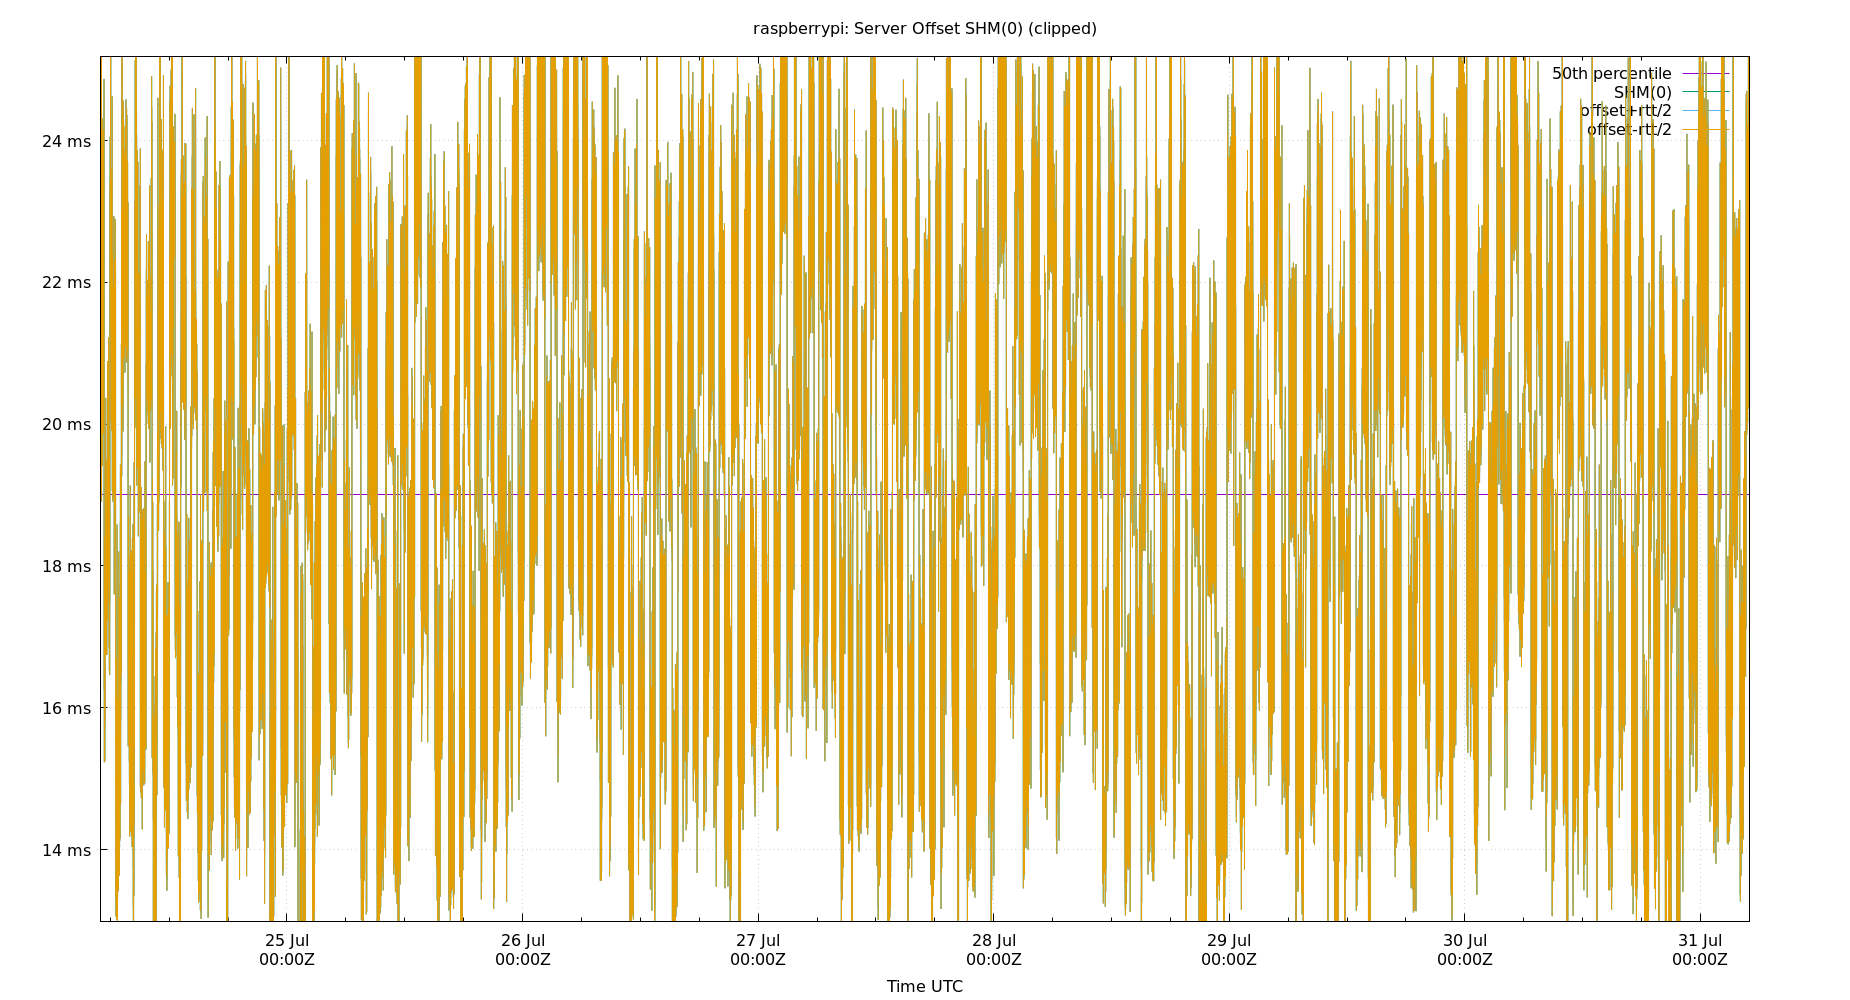 raspberrypi: Server Offset SHM(0) (clipped)
50th percentile
SHM(0)
offset+rtt/2
offset-rtt/2
24 ms
22 ms
20 ms
18 ms
16 ms
14 ms
25 Jul 26 Jul 27 Jul 28 Jul 29 Jul 30 Jul 31 Jul
00:00Z 00:00Z 00:00Z 00:00Z 00:00Z 00:00Z 00:00Z
Time UTC